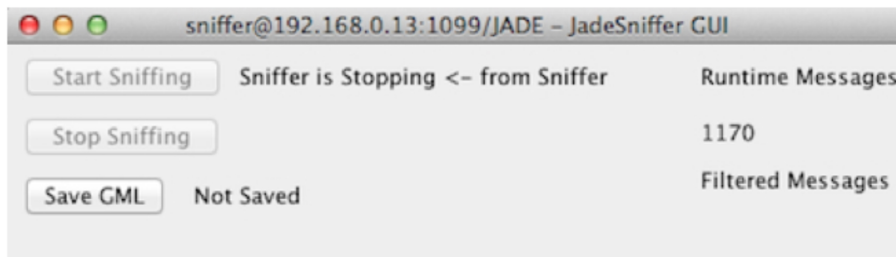 sniffer@192.168.0.13:1099/JADE – JadeSniffer GUI
Start Sniffing
Sniffer is Stopping <- from Sniffer
Runtime Messages
Stop Sniffing
1170
Save GML
Not Saved
Filtered Messages